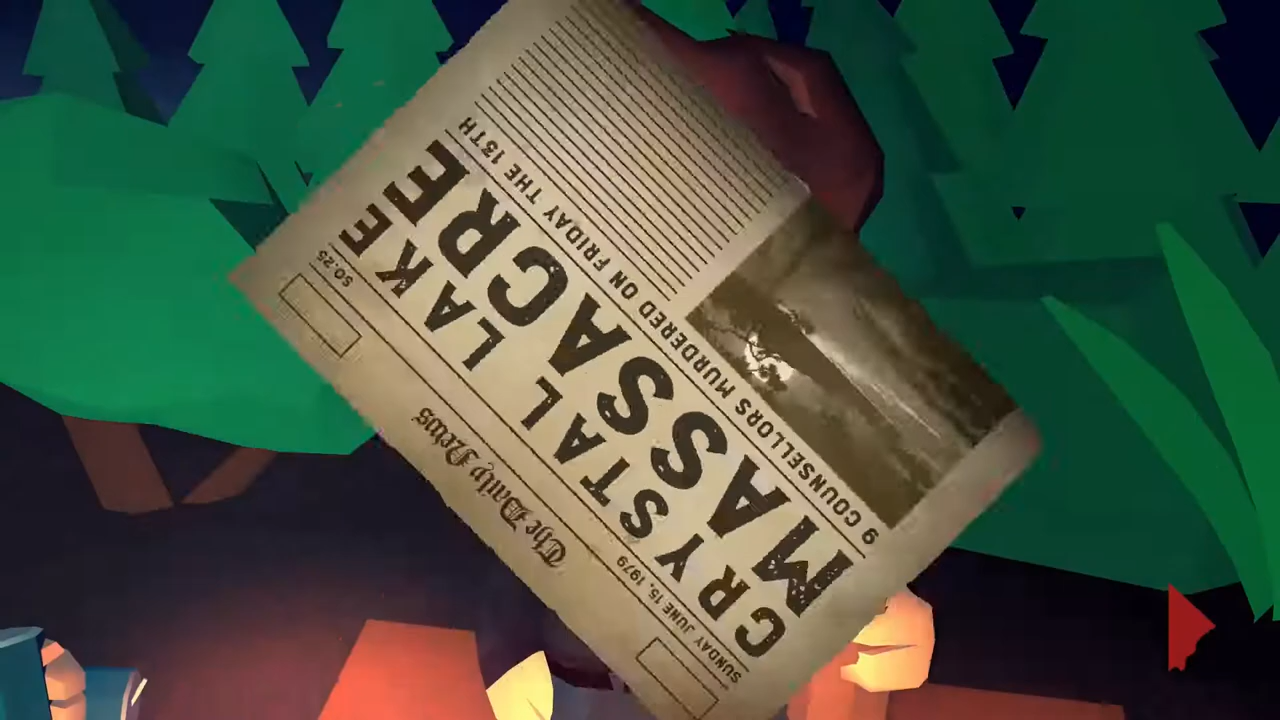 The Daily News
SUNDAY JUNE 15, 1979
$0.25
CRYSTAL LAKE
MASSACRE
9 COUNSELLORS MURDERED ON FRIDAY THE 13TH